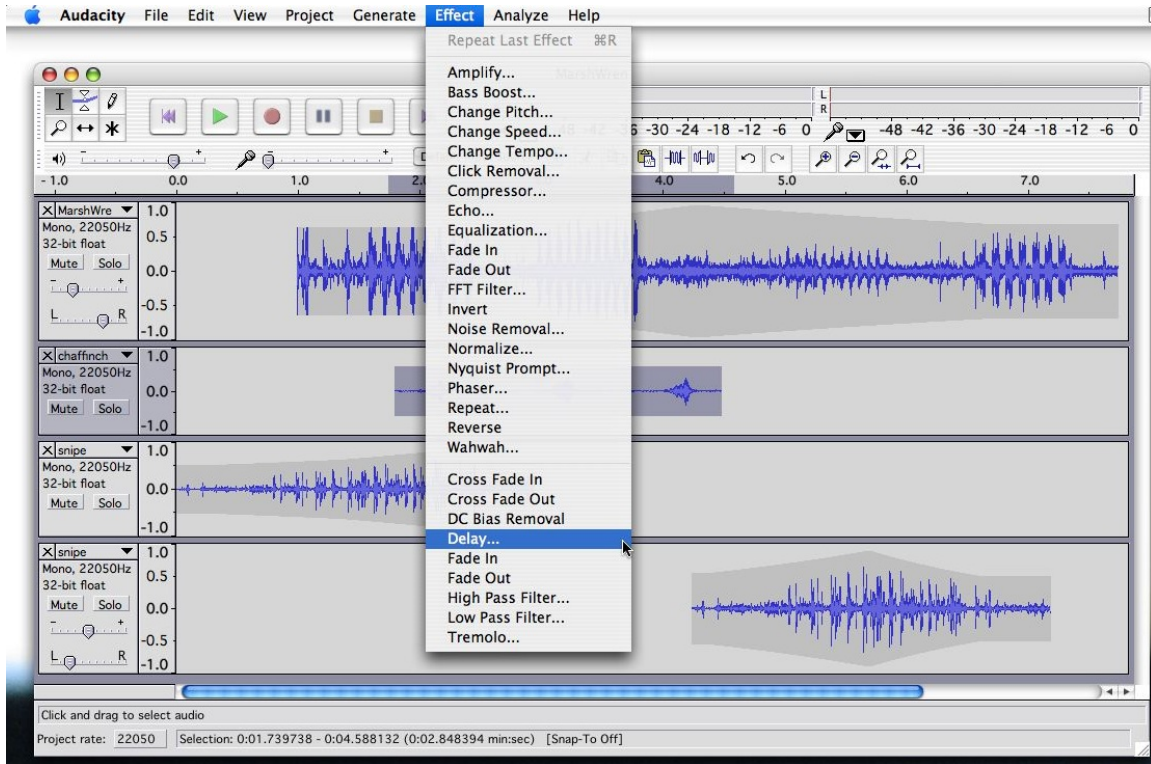 Audacity File Edit View Project Generate Effect Analyze Help
Repeat Last Effect ⌘R
Amplify...
Bass Boost...
Change Pitch...
Change Speed...
Change Tempo...
Click Removal...
Compressor...
Echo...
Equalization...
Fade In
Fade Out
FFT Filter...
Invert
Noise Removal...
Normalize...
Nyquist Prompt...
Phaser...
Repeat...
Reverse
Wahwah...
Cross Fade In
Cross Fade Out
DC Bias Removal
Delay...
Fade In
Fade Out
High Pass Filter...
Low Pass Filter...
Tremolo...
L
R
-30 -24 -18 -12 -6 0
-48 -42 -36 -30 -24 -18 -12 -6 0
- 1.0 0.0 1.0 4.0 5.0 6.0 7.0
X MarshWre
Mono, 22050Hz
32-bit float
Mute Solo
- +
L R
1.0
0.5
0.0
-0.5
-1.0
X chaffinch
Mono, 22050Hz
32-bit float
Mute Solo
1.0
0.0
-1.0
X snipe
Mono, 22050Hz
32-bit float
Mute Solo
1.0
0.0
-1.0
X snipe
Mono, 22050Hz
32-bit float
Mute Solo
- +
L R
1.0
0.5
0.0
-0.5
-1.0
Click and drag to select audio
Project rate: 22050 Selection: 0:01.739738 - 0:04.588132 (0:02.848394 min:sec) [Snap-To Off]